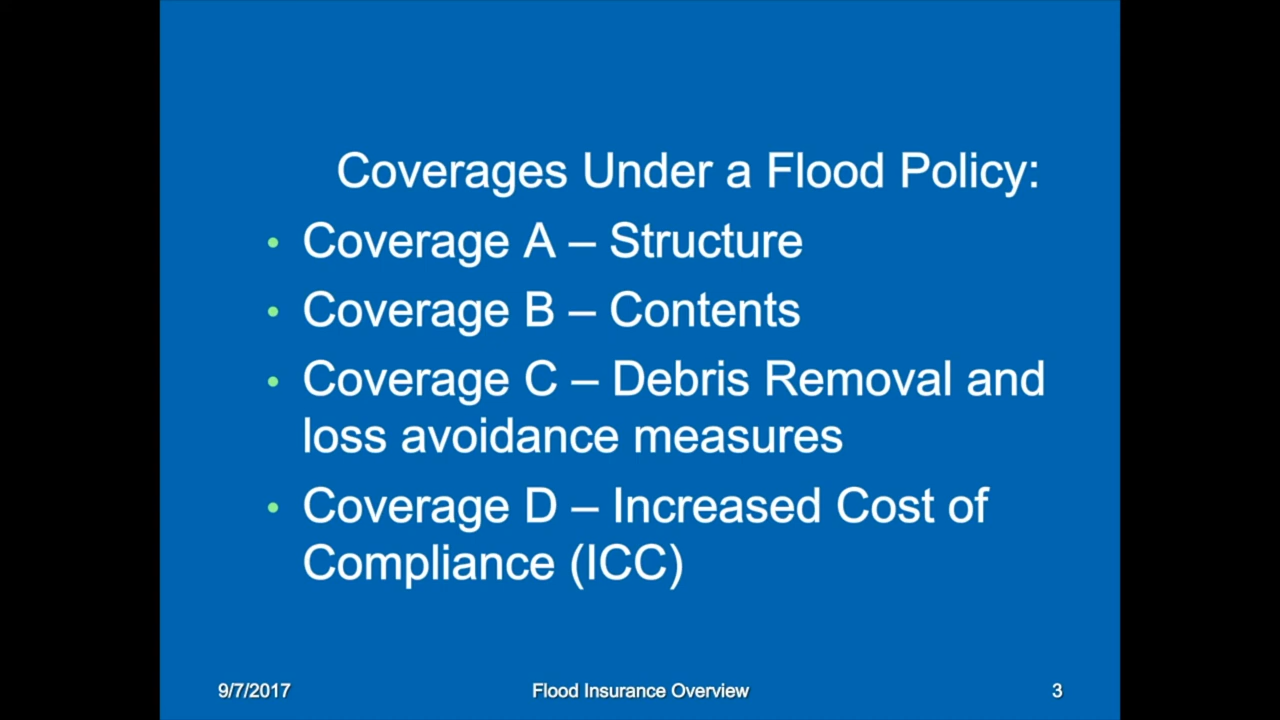 Coverages Under a Flood Policy:
• Coverage A – Structure
• Coverage B – Contents
• Coverage C – Debris Removal and
loss avoidance measures
• Coverage D – Increased Cost of
Compliance (ICC)
9/7/2017 Flood Insurance Overview 3